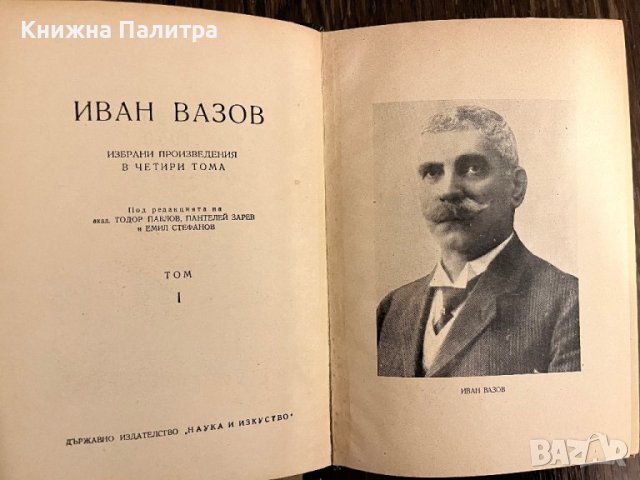 Книжна Палитра
ИВАН ВАЗОВ
ИЗБРАНИ ПРОИЗВЕДЕНИЯ
В ЧЕТИРИ ТОМА
Под редакцията на
акад. ТОДОР ПАВЛОВ, ПАНТЕЛЕЙ ЗАРЕВ
и ЕМИЛ СТЕФАНОВ
ТОМ
I
ДЪРЖАВНО ИЗДАТЕЛСТВО „НАУКА И ИЗКУСТВО"
ИВАН ВАЗОВ
BAZAR